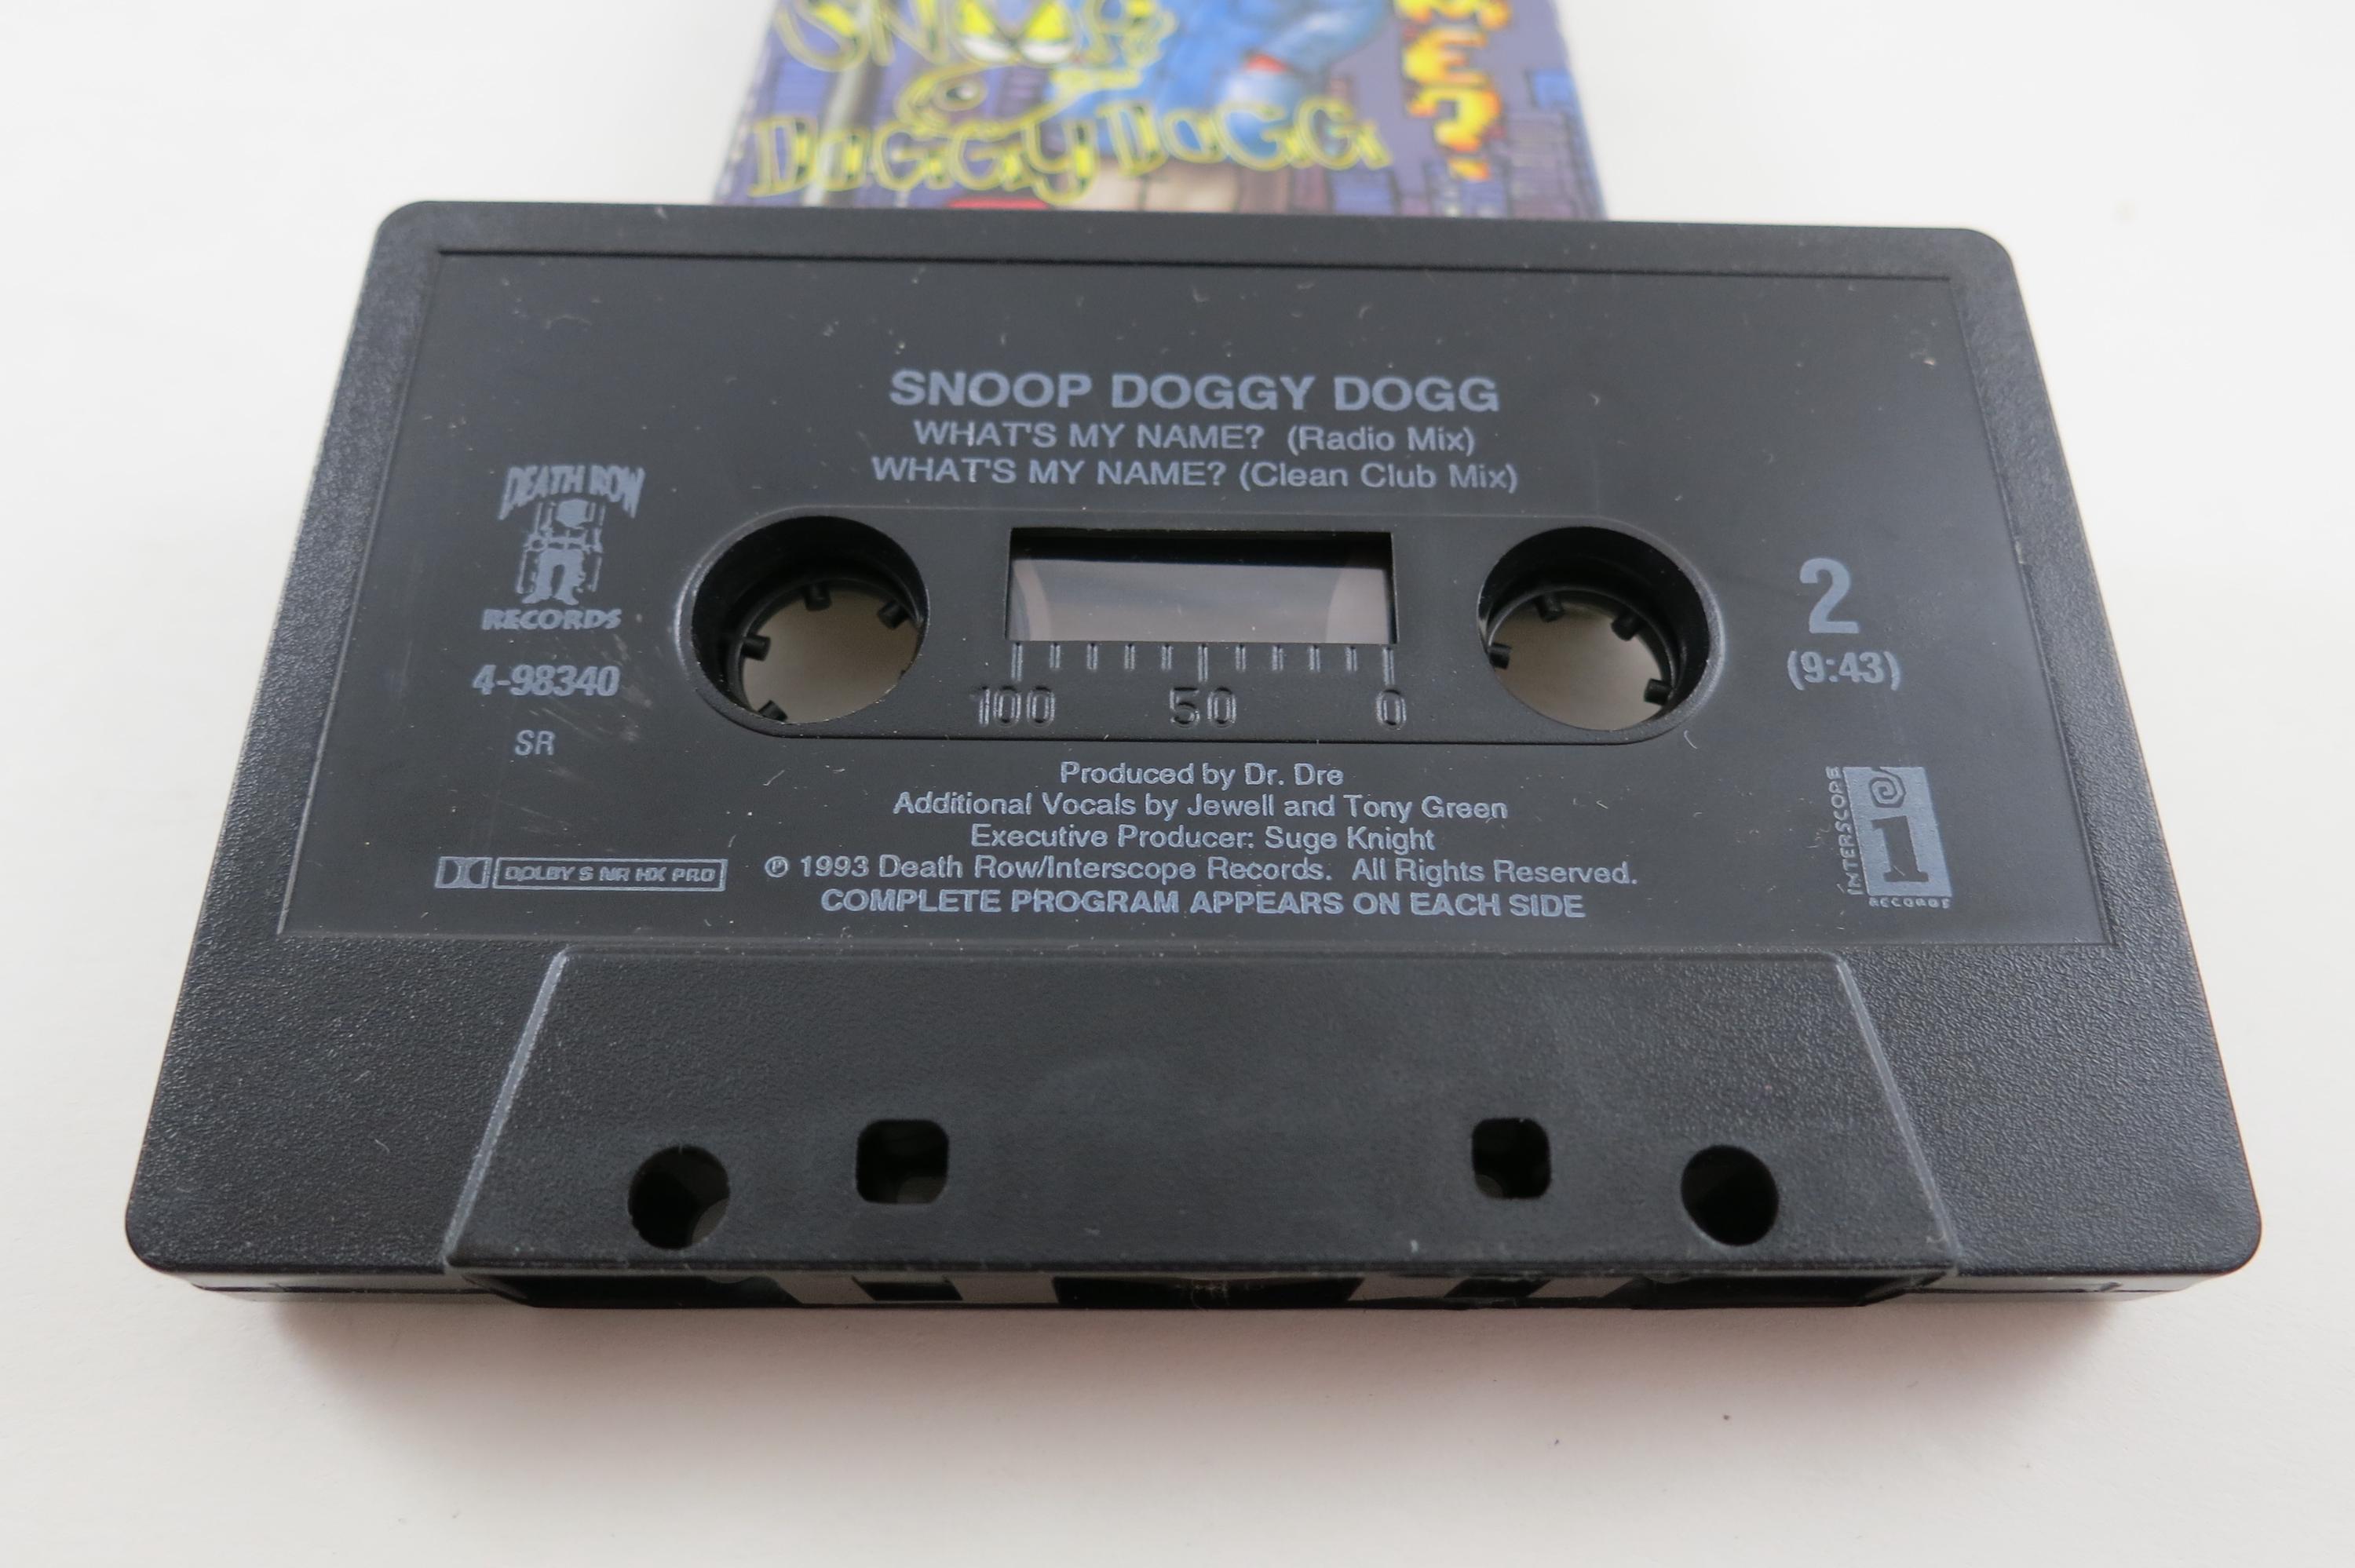 DOGGY DOGG
SNOOP DOGGY DOGG
WHAT'S MY NAME? (Radio Mix)
WHAT'S MY NAME? (Clean Club Mix)
DEATH ROW
RECORDS
4-98340
SR
100 50 0
2
(9:43)
Produced by Dr. Dre
Additional Vocals by Jewell and Tony Green
Executive Producer: Suge Knight
℗ 1993 Death Row/Interscope Records. All Rights Reserved.
COMPLETE PROGRAM APPEARS ON EACH SIDE
DOLBY S NR HX PRO
INTERSCOPE
i
RECORDS